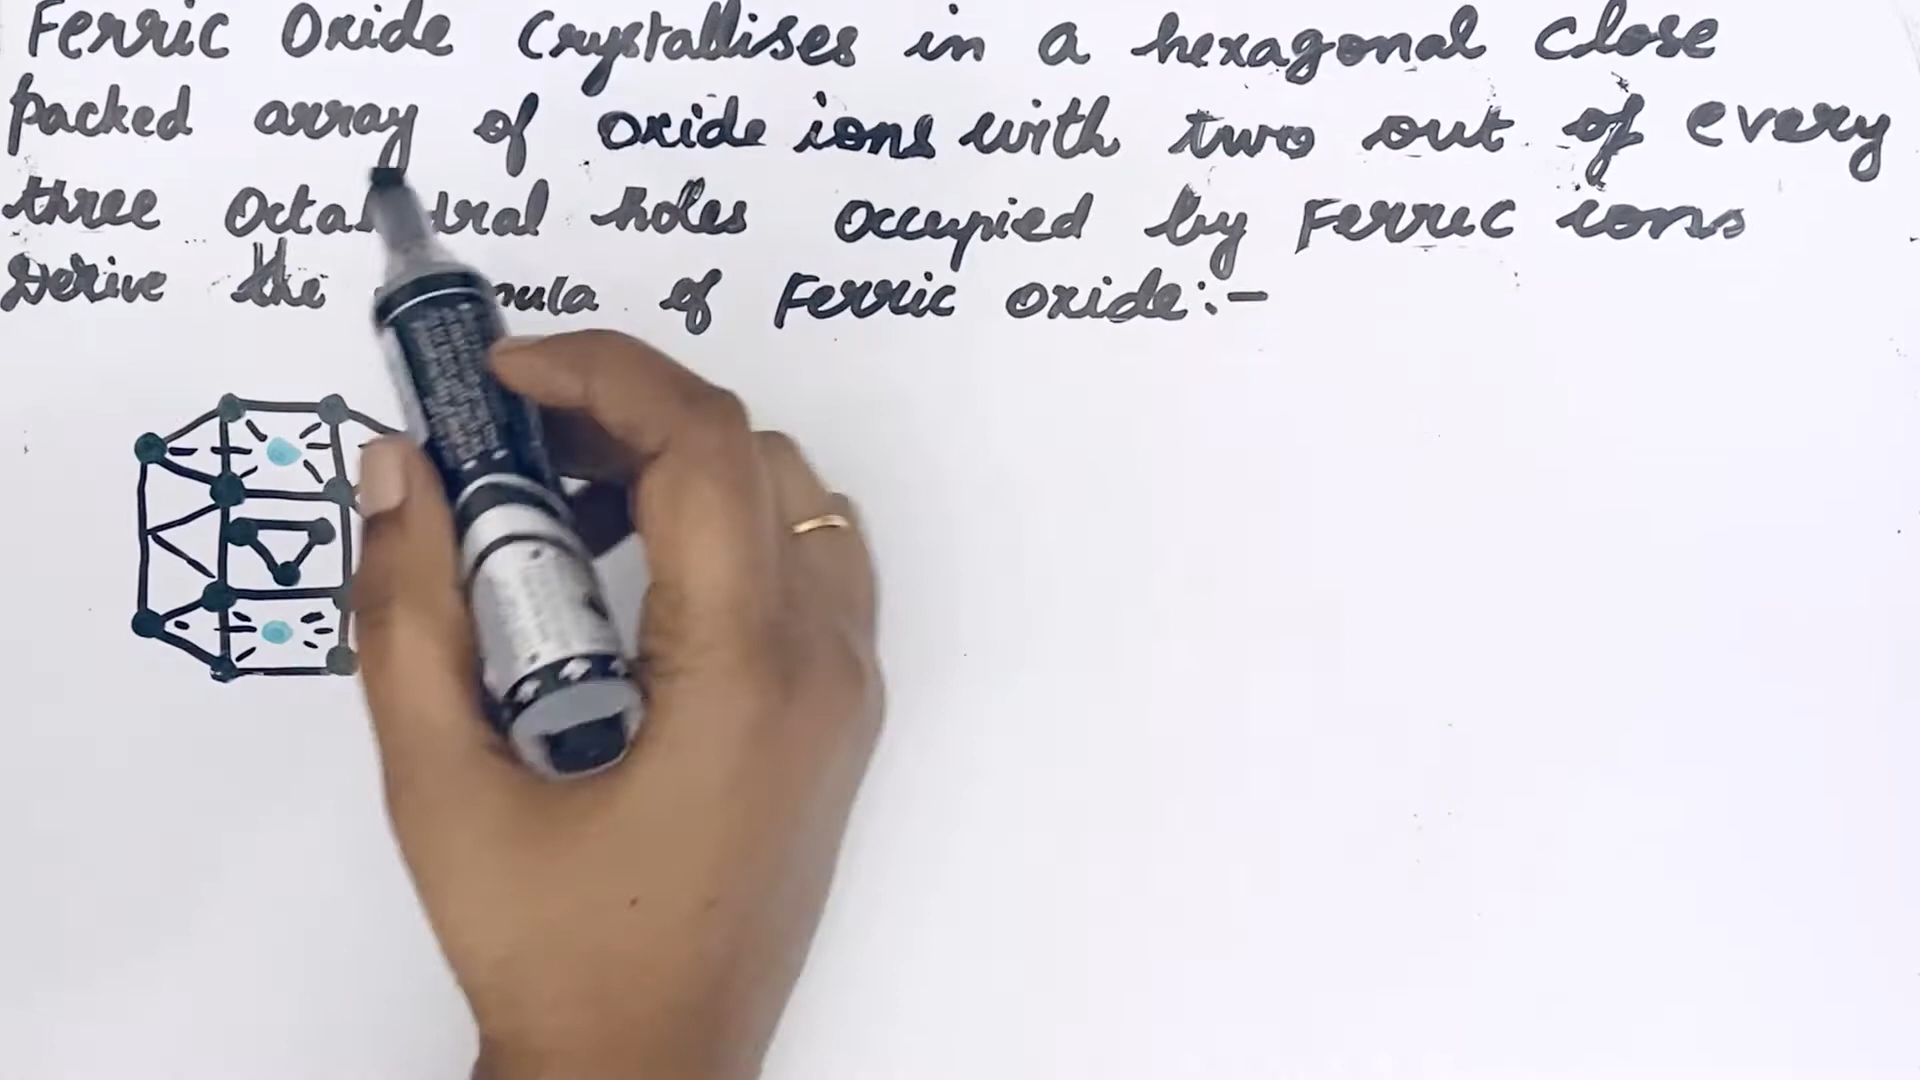 Ferric Oxide Crystallises in a hexagonal close
packed array of oxide ions with two out of every
three holes occupied by Ferric ions
Derive the of Ferric oxide:-